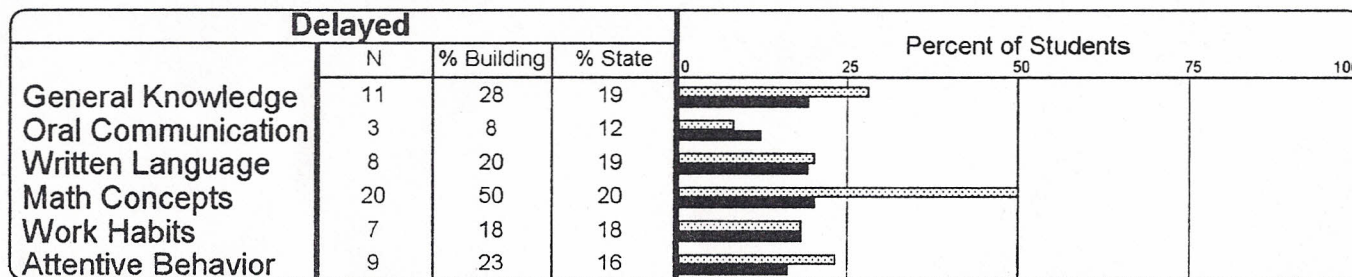 Delayed
N % Building % State
Percent of Students
0 25 50 75 100
General Knowledge 11 28 19
Oral Communication 3 8 12
Written Language 8 20 19
Math Concepts 20 50 20
Work Habits 7 18 18
Attentive Behavior 9 23 16